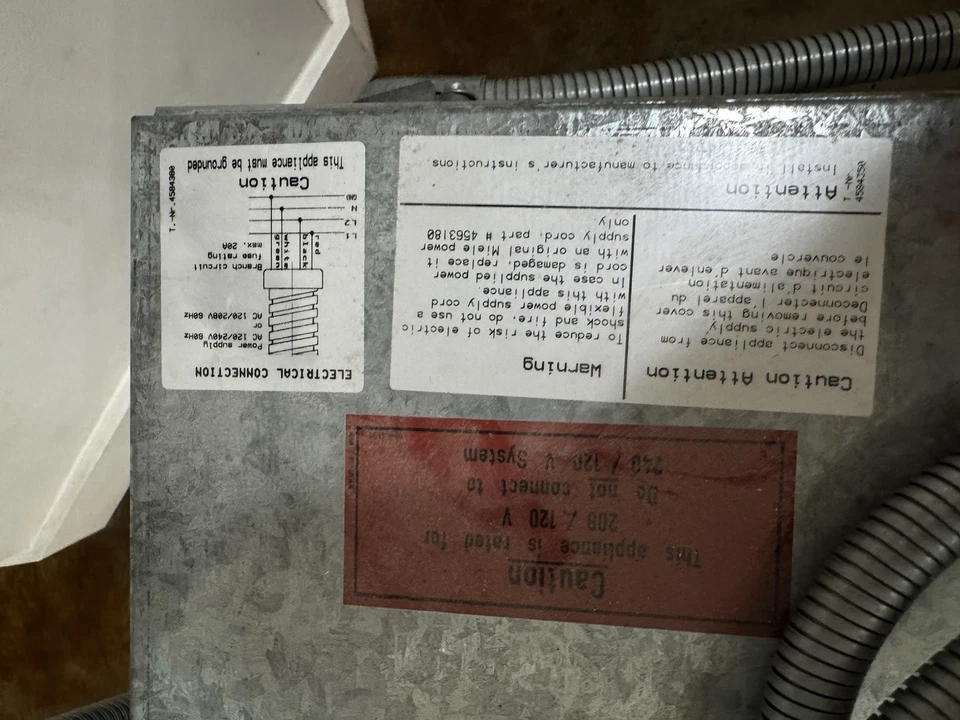 Caution
This appliance is rated for
208 / 120 V
Do not connect to
240 / 120 V System
Caution Attention
Disconnect appliance from
the electric supply
before removing this cover
Deconnecter l'apparel du
circuit d'alimentation
electrique avant d'enlever
le couvercle
Warning
To reduce the risk of electric
shock and fire, do not use a
flexible power supply cord
with this appliance.
In case the supplied power
cord is damaged, replace it
with an original Miele power
supply cord, part # 4563180
only
Attention
Install appliance to manufacturer's instructions
T.-Nr.
4584350
ELECTRICAL CONNECTION
Power supply
AC 120/240V 60Hz
or
AC 120/208V 60Hz
Branch circuit
fuse rating
max. 20A
red
black
white
green
L1
L2
N
GND
Caution
This appliance must be grounded
T.-Nr. 4584300